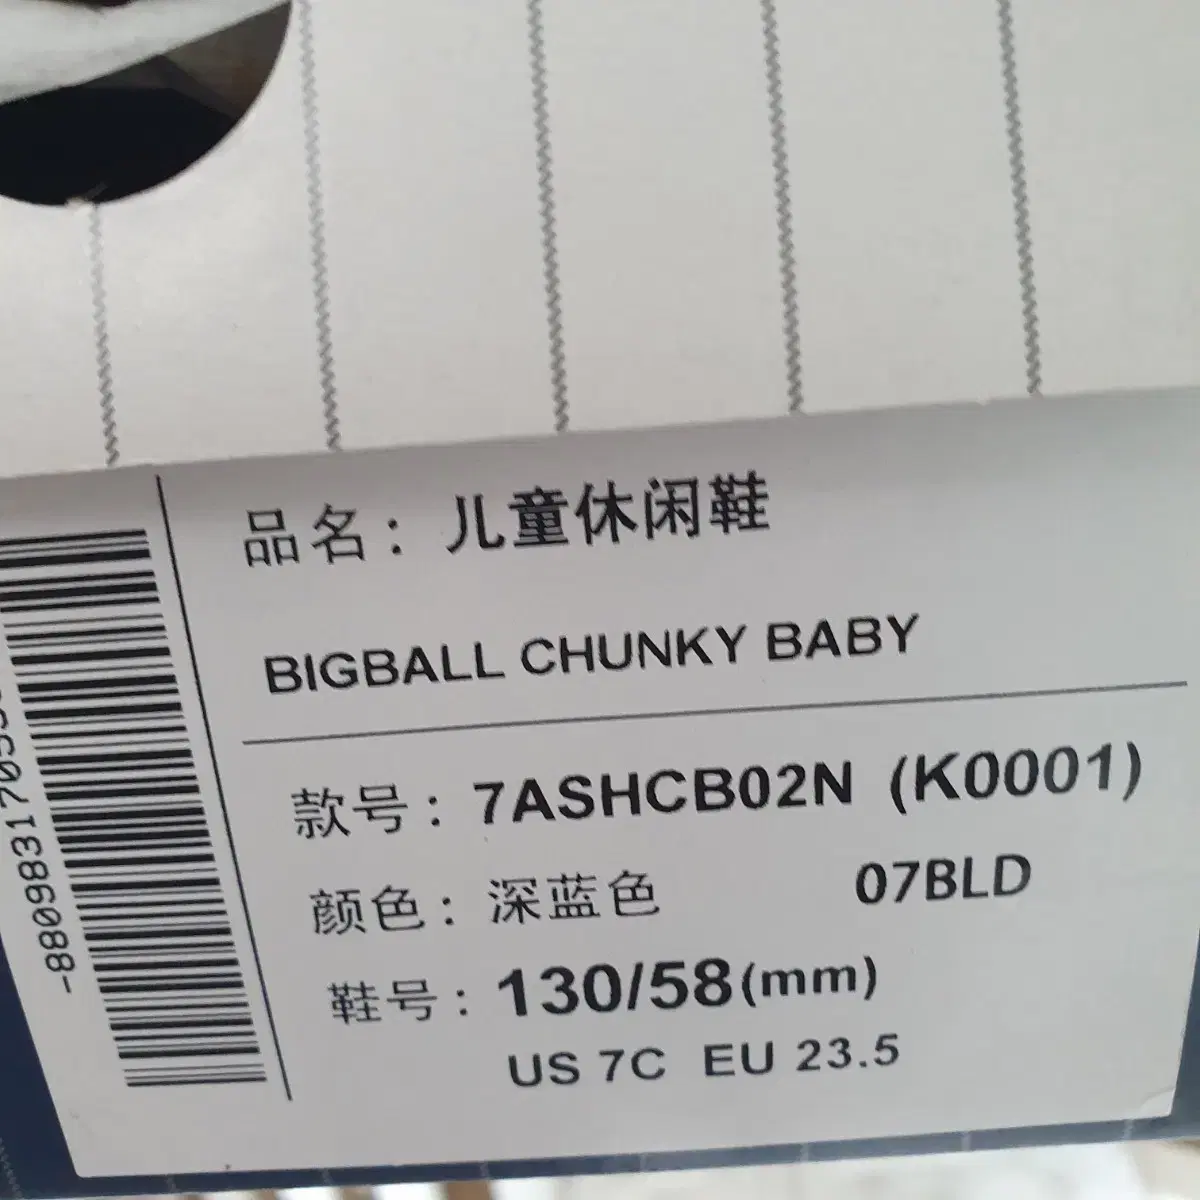 品名：儿童休闲鞋
BIGBALL CHUNKY BABY
款号：7ASHCB02N (K0001)
颜色：深蓝色 07BLD
鞋号：130/58(mm)
US 7C EU 23.5